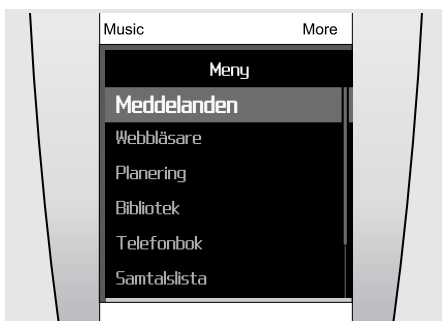 Music More
Meny
Meddelanden
Webbläsare
Planering
Bibliotek
Telefonbok
Samtalslista